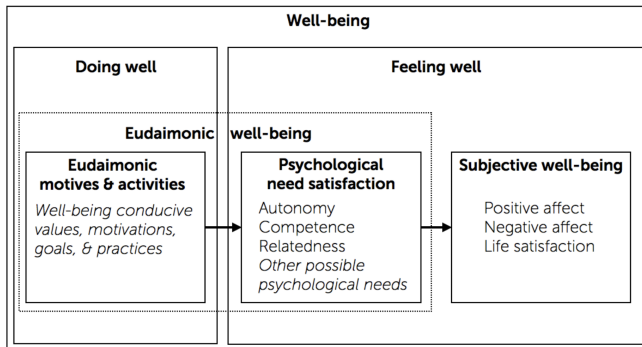 Well-being
Doing well
Feeling well
Eudaimonic well-being
Eudaimonic
motives & activities
Well-being conducive
values, motivations,
goals, & practices
Psychological
need satisfaction
Autonomy
Competence
Relatedness
Other possible
psychological needs
Subjective well-being
Positive affect
Negative affect
Life satisfaction